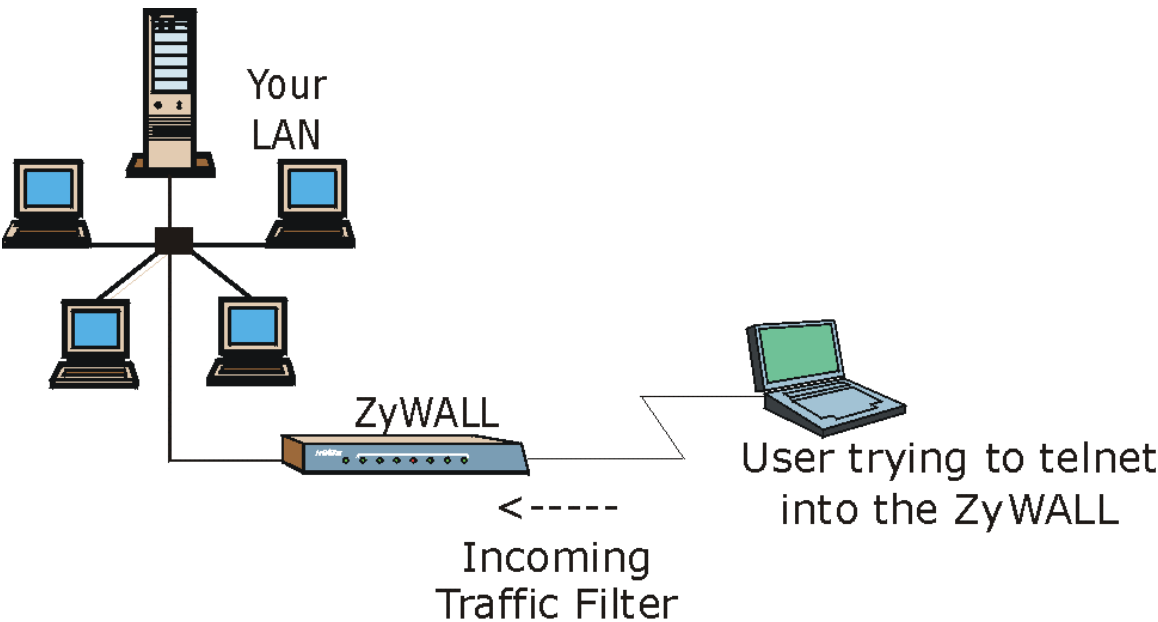 Your
LAN
ZyWALL
User trying to telnet
into the ZyWALL
<-----
Incoming
Traffic Filter